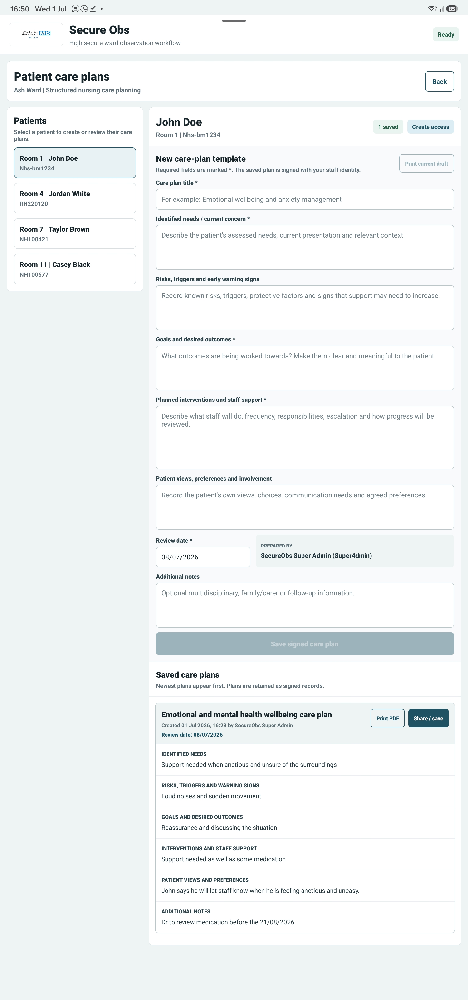 16:50 Wed 1 Jul
85
West London
Mental Health NHS
NHS Trust
Secure Obs
High secure ward observation workflow
Ready
Patient care plans
Ash Ward | Structured nursing care planning
Back
Patients
Select a patient to create or review their care
plans.
Room 1 | John Doe
Nhs-bm1234
Room 4 | Jordan White
RH220120
Room 7 | Taylor Brown
NH100421
Room 11 | Casey Black
NH100677
John Doe
Room 1 | Nhs-bm1234
1 saved
Create access
New care-plan template
Required fields are marked *. The saved plan is signed with your staff identity.
Print current draft
Care plan title *
For example: Emotional wellbeing and anxiety management
Identified needs / current concern *
Describe the patient's assessed needs, current presentation and relevant context.
Risks, triggers and early warning signs
Record known risks, triggers, protective factors and signs that support may need to increase.
Goals and desired outcomes *
What outcomes are being worked towards? Make them clear and meaningful to the patient.
Planned interventions and staff support *
Describe what staff will do, frequency, responsibilities, escalation and how progress will be
reviewed.
Patient views, preferences and involvement
Record the patient's own views, choices, communication needs and agreed preferences.
Review date *
08/07/2026
PREPARED BY
SecureObs Super Admin (Super4dmin)
Additional notes
Optional multidisciplinary, family/carer or follow-up information.
Save signed care plan
Saved care plans
Newest plans appear first. Plans are retained as signed records.
Emotional and mental health wellbeing care plan
Created 01 Jul 2026, 16:23 by SecureObs Super Admin
Review date: 08/07/2026
Print PDF
Share / save
IDENTIFIED NEEDS
Support needed when anctious and unsure of the surroundings
RISKS, TRIGGERS AND WARNING SIGNS
Loud noises and sudden movement
GOALS AND DESIRED OUTCOMES
Reassurance and discussing the situation
INTERVENTIONS AND STAFF SUPPORT
Support needed as well as some medication
PATIENT VIEWS AND PREFERENCES
John says he will let staff know when he is feeling anctious and uneasy.
ADDITIONAL NOTES
Dr to review medication before the 21/08/2026